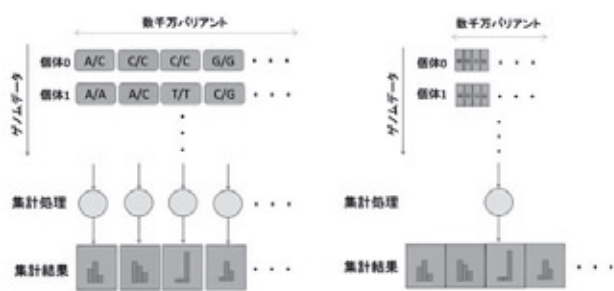 数千万バリアント
ゲノムデータ
個体0 A/C C/C C/C G/G ・・・
個体1 A/A A/C T/T C/G ・・・
集計処理 ・・・
集計結果 ・・・
数千万バリアント
ゲノムデータ
個体0 ・・・
個体1 ・・・
集計処理
集計結果 ・・・